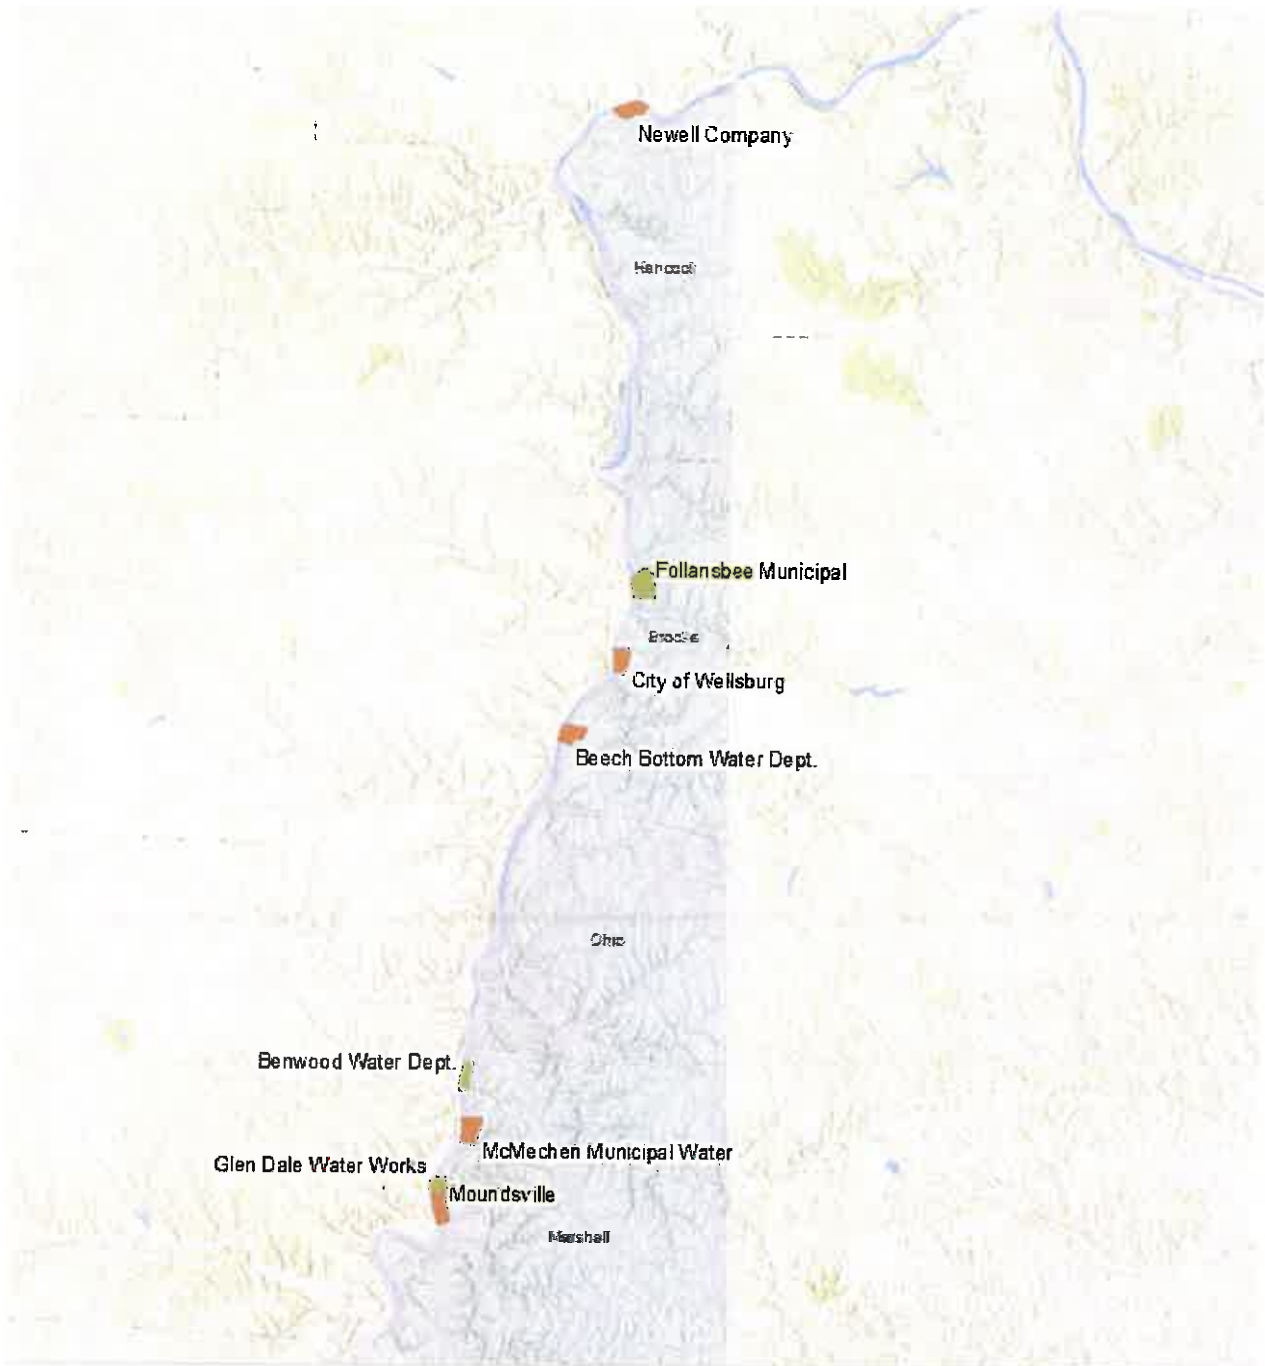 Newell Company
Hancock
Follansbee Municipal
Brooke
City of Wellsburg
Beech Bottom Water Dept.
Ohio
Benwood Water Dept.
McMechen Municipal Water
Glen Dale Water Works
Moundsville
Marshall